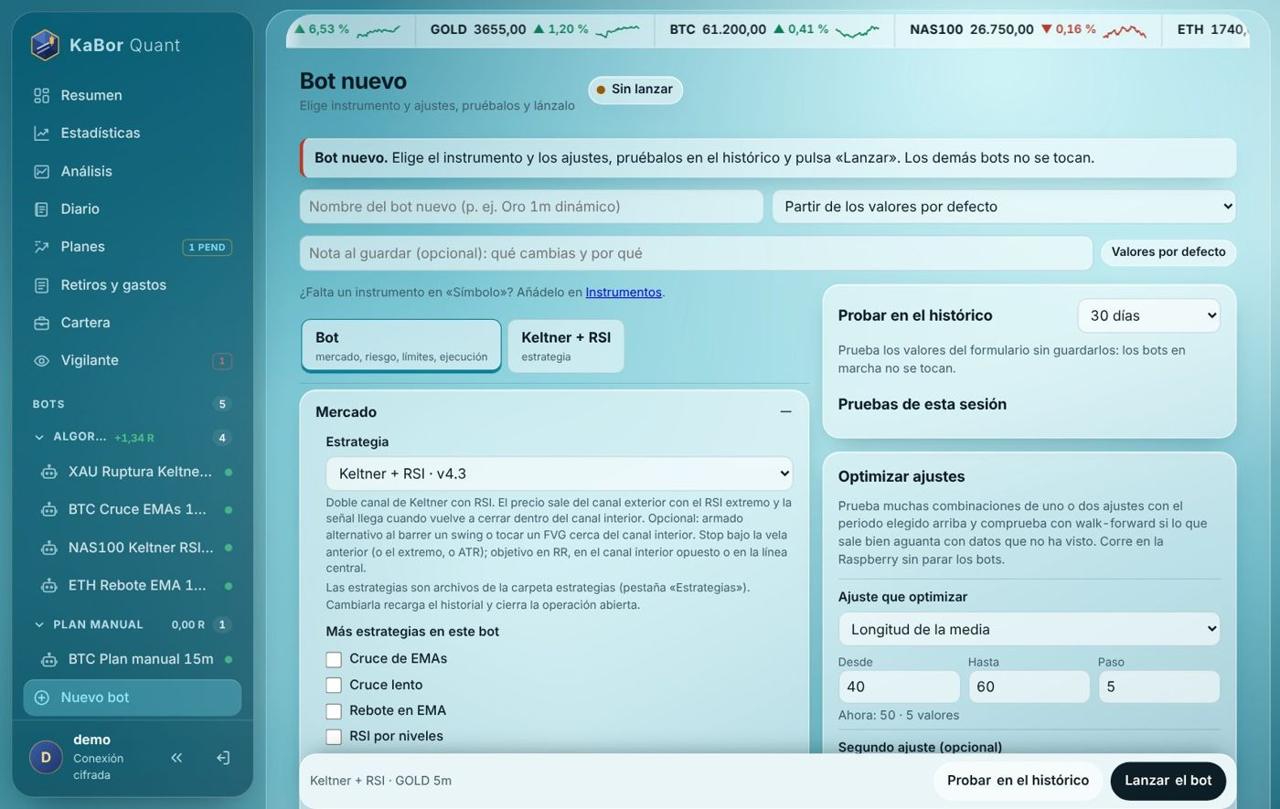 KaBor Quant
Resumen
Estadísticas
Análisis
Diario
Planes 1 PEND
Retiros y gastos
Cartera
Vigilante 1
BOTS 5
ALGOR... +1,34 R 4
XAU Ruptura Keltne...
BTC Cruce EMAs 1...
NAS100 Keltner RSI...
ETH Rebote EMA 1...
PLAN MANUAL 0,00 R 1
BTC Plan manual 15m
Nuevo bot
D demo
Conexión
cifrada
▲ 6,53 % GOLD 3655,00 ▲ 1,20 % BTC 61.200,00 ▲ 0,41 % NAS100 26.750,00 ▼ 0,16 % ETH 1740,
Bot nuevo
Elige instrumento y ajustes, pruébalos y lánzalo
Sin lanzar
Bot nuevo. Elige el instrumento y los ajustes, pruébalos en el histórico y pulsa «Lanzar». Los demás bots no se tocan.
Nombre del bot nuevo (p. ej. Oro 1m dinámico) Partir de los valores por defecto
Nota al guardar (opcional): qué cambias y por qué Valores por defecto
¿Falta un instrumento en «Símbolo»? Añádelo en Instrumentos.
Bot
mercado, riesgo, límites, ejecución
Keltner + RSI
estrategia
Mercado —
Estrategia
Keltner + RSI · v4.3
Doble canal de Keltner con RSI. El precio sale del canal exterior con el RSI extremo y la
señal llega cuando vuelve a cerrar dentro del canal interior. Opcional: armado
alternativo al barrer un swing o tocar un FVG cerca del canal interior. Stop bajo la vela
anterior (o el extremo, o ATR); objetivo en RR, en el canal interior opuesto o en la línea
central.
Las estrategias son archivos de la carpeta estrategias (pestaña «Estrategias»).
Cambiarla recarga el historial y cierra la operación abierta.
Más estrategias en este bot
Cruce de EMAs
Cruce lento
Rebote en EMA
RSI por niveles
Probar en el histórico 30 días
Prueba los valores del formulario sin guardarlos: los bots en
marcha no se tocan.
Pruebas de esta sesión
Optimizar ajustes
Prueba muchas combinaciones de uno o dos ajustes con el
periodo elegido arriba y comprueba con walk-forward si lo que
sale bien aguanta con datos que no ha visto. Corre en la
Raspberry sin parar los bots.
Ajuste que optimizar
Longitud de la media
Desde Hasta Paso
40 60 5
Ahora: 50 · 5 valores
Segundo ajuste (opcional)
Keltner + RSI · GOLD 5m
Probar en el histórico
Lanzar el bot